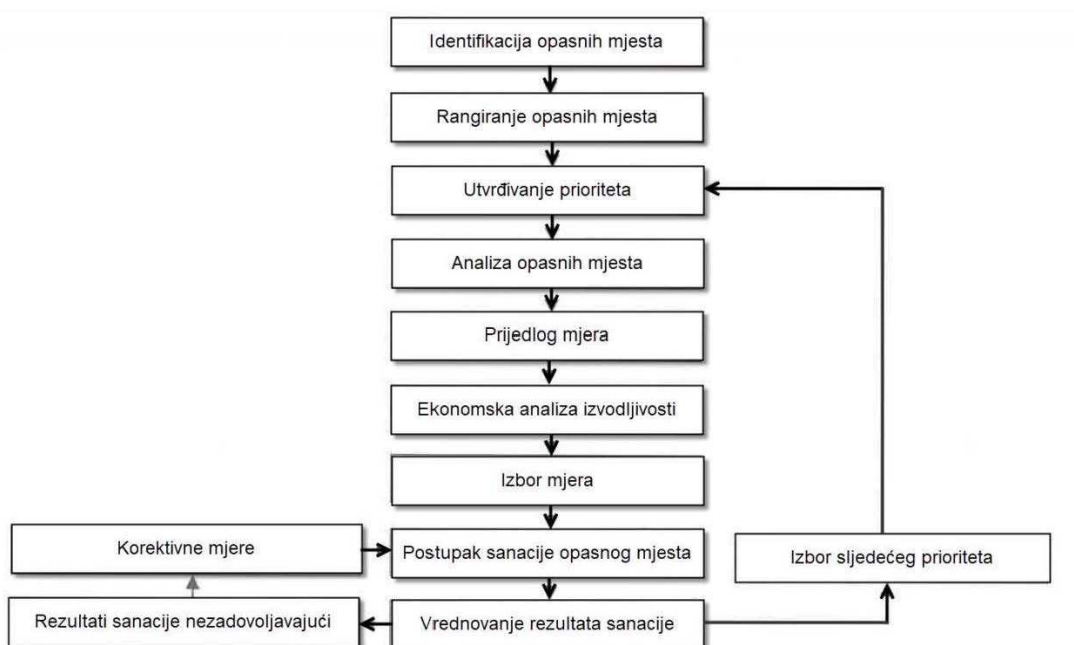 Identifikacija opasnih mjesta
Rangiranje opasnih mjesta
Utvrđivanje prioriteta
Analiza opasnih mjesta
Prijedlog mjera
Ekonomska analiza izvodljivosti
Izbor mjera
Korektivne mjere
Postupak sanacije opasnog mjesta
Izbor sljedećeg prioriteta
Rezultati sanacije nezadovoljavajući
Vrednovanje rezultata sanacije